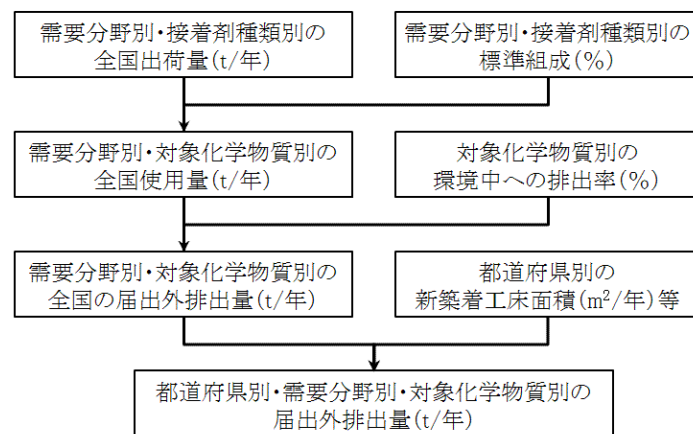 需要分野別・接着剤種類別の
全国出荷量(t/年)
需要分野別・接着剤種類別の
標準組成(%)
需要分野別・対象化学物質別の
全国使用量(t/年)
対象化学物質別の
環境中への排出率(%)
需要分野別・対象化学物質別の
全国の届出外排出量(t/年)
都道府県別の
新築着工床面積(m²/年)等
都道府県別・需要分野別・対象化学物質別の
届出外排出量(t/年)